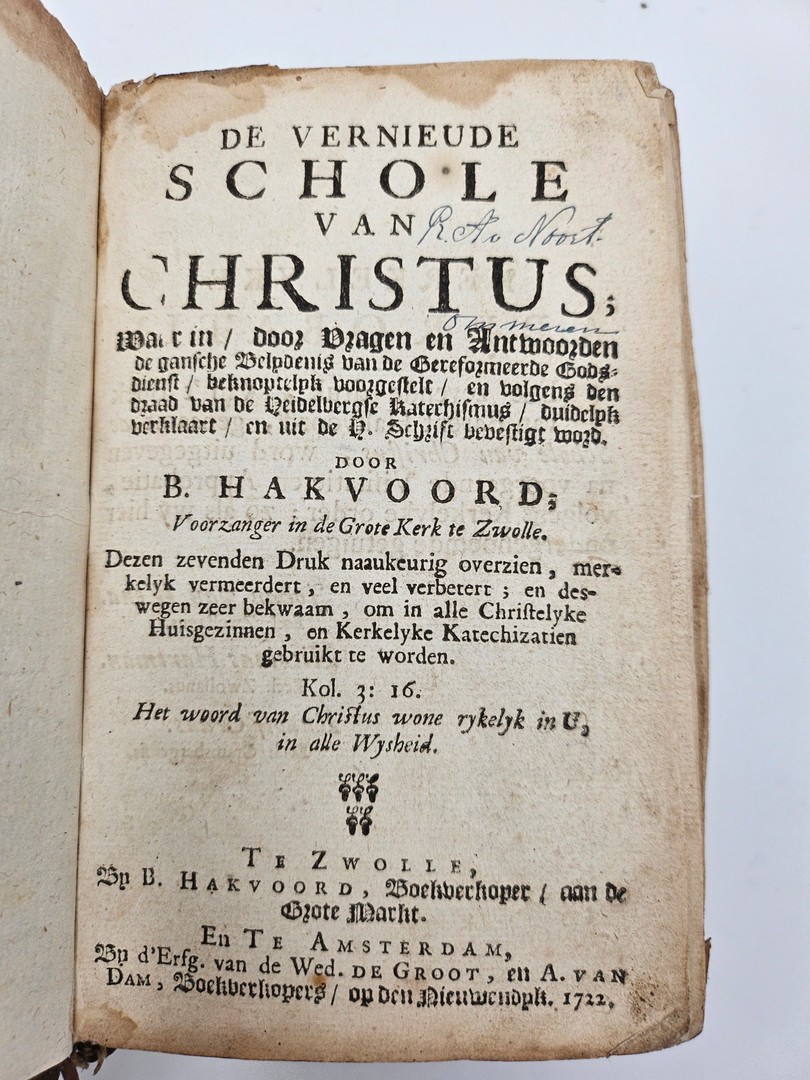 DE VERNIEUDE
SCHOLE
VAN
R. A. v Noort.
CHRISTUS;
Ommeren
Waar in / door Vragen en Antwoorden
de gansche Belydenis van de Gereformeerde Gods-
dienst / beknoptelyk voorgestelt / en volgens den
draad van de Heidelbergse Katechismus / duidelyk
verklaart / en uit de H. Schrift bevestigt word.
DOOR
B. HAKVOORD;
Voorzanger in de Grote Kerk te Zwolle.
Dezen zevenden Druk naaukeurig overzien, mer-
kelyk vermeerdert, en veel verbetert; en des-
wegen zeer bekwaam, om in alle Christelyke
Huisgezinnen, en Kerkelyke Katechizatien
gebruikt te worden.
Kol. 3: 16.
Het woord van Christus wone rykelyk in U,
in alle Wysheid.
TE ZWOLLE,
By B. HAKVOORD, Boekverkoper / aan de
Grote Markt.
En TE AMSTERDAM,
By d'Erfg. van de Wed. DE GROOT, en A. VAN
DAM, Boekverkopers / op den Nieuwendyk. 1722.